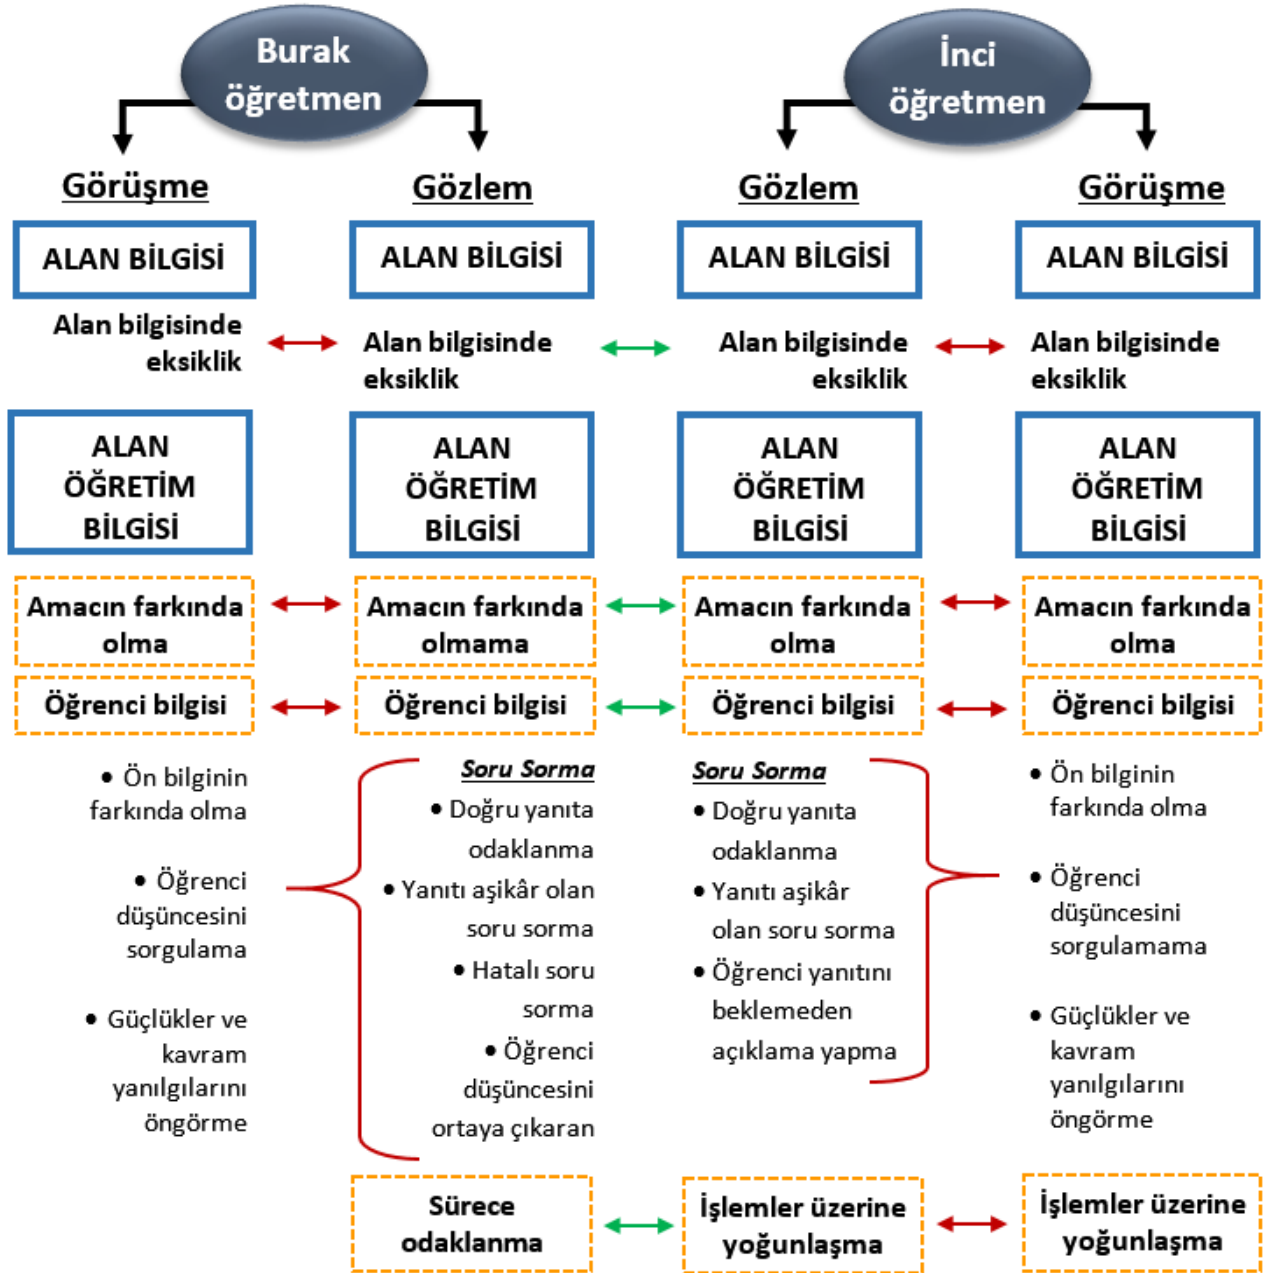 Burak
öğretmen
İnci
öğretmen
Görüşme
Gözlem
Gözlem
Görüşme
ALAN BİLGİSİ
ALAN BİLGİSİ
ALAN BİLGİSİ
ALAN BİLGİSİ
Alan bilgisinde
eksiklik
Alan bilgisinde
eksiklik
Alan bilgisinde
eksiklik
Alan bilgisinde
eksiklik
ALAN
ÖĞRETİM
BİLGİSİ
ALAN
ÖĞRETİM
BİLGİSİ
ALAN
ÖĞRETİM
BİLGİSİ
ALAN
ÖĞRETİM
BİLGİSİ
Amacın farkında
olma
Amacın farkında
olmama
Amacın farkında
olma
Amacın farkında
olma
Öğrenci bilgisi
Öğrenci bilgisi
Öğrenci bilgisi
Öğrenci bilgisi
• Ön bilginin
farkında olma
• Öğrenci
düşüncesini
sorgulama
• Güçlükler ve
kavram
yanılgılarını
öngörme
Soru Sorma
• Doğru yanıta
odaklanma
• Yanıtı aşikâr olan
soru sorma
• Hatalı soru
sorma
• Öğrenci
düşüncesini
ortaya çıkaran
Soru Sorma
• Doğru yanıta
odaklanma
• Yanıtı aşikâr
olan soru sorma
• Öğrenci yanıtını
beklemeden
açıklama yapma
• Ön bilginin
farkında olma
• Öğrenci
düşüncesini
sorgulamama
• Güçlükler ve
kavram
yanılgılarını
öngörme
Sürece
odaklanma
İşlemler üzerine
yoğunlaşma
İşlemler üzerine
yoğunlaşma